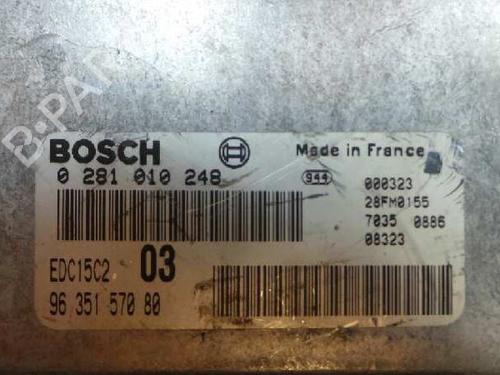 B-PARTS
BOSCH
Made in France
0 281 010 248
944
000323
28FM0155
7035 0886
08323
EDC15C2 03
96 351 570 80